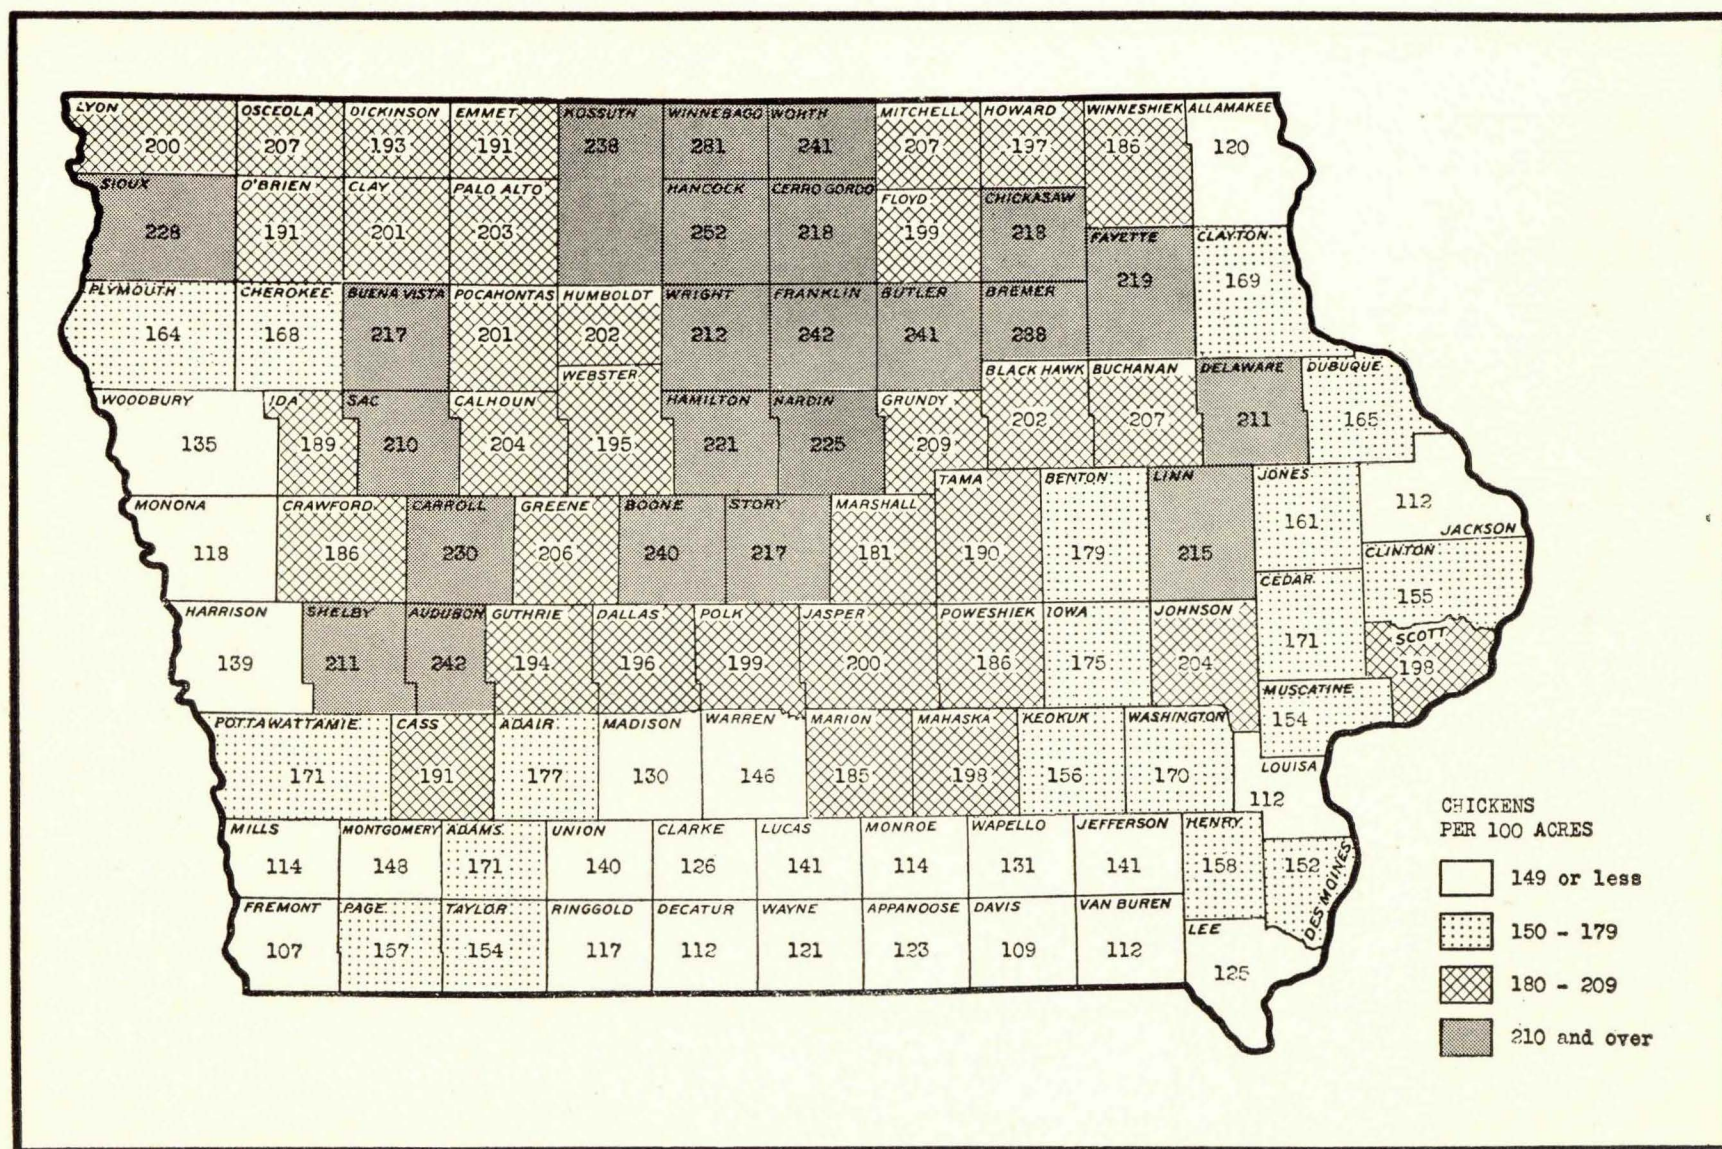 LYON
200
OSCEOLA
207
DICKINSON
193
EMMET
191
KOSSUTH
238
WINNEBAGO
281
WORTH
241
MITCHELL
207
HOWARD
197
WINNESHIEK
186
ALLAMAKEE
120
SIOUX
228
O'BRIEN
191
CLAY
201
PALO ALTO
203
HANCOCK
252
CERRO GORDO
218
FLOYD
199
CHICKASAW
218
FAYETTE
219
CLAYTON
169
PLYMOUTH
164
CHEROKEE
168
BUENA VISTA
217
POCAHONTAS
201
HUMBOLDT
202
WRIGHT
212
FRANKLIN
242
BUTLER
241
BREMER
238
WOODBURY
135
IDA
189
SAC
210
CALHOUN
204
WEBSTER
195
HAMILTON
221
HARDIN
225
GRUNDY
209
BLACK HAWK
202
BUCHANAN
207
DELAWARE
211
DUBUQUE
165
MONONA
118
CRAWFORD
186
CARROLL
230
GREENE
206
BOONE
240
STORY
217
MARSHALL
181
TAMA
190
BENTON
179
LINN
215
JONES
161
112
JACKSON
CLINTON
155
CEDAR
171
HARRISON
139
SHELBY
211
AUDUBON
242
GUTHRIE
194
DALLAS
196
POLK
199
JASPER
200
POWESHIEK
186
IOWA
175
JOHNSON
204
SCOTT
198
MUSCATINE
154
POTTAWATTAMIE
171
CASS
191
ADAIR
177
MADISON
130
WARREN
146
MARION
185
MAHASKA
198
KEOKUK
156
WASHINGTON
170
LOUISA
112
MILLS
114
MONTGOMERY
148
ADAMS
171
UNION
140
CLARKE
126
LUCAS
141
MONROE
114
WAPELLO
131
JEFFERSON
141
HENRY
158
152
DES MOINES
FREMONT
107
PAGE
157
TAYLOR
154
RINGGOLD
117
DECATUR
112
WAYNE
121
APPANOOSE
123
DAVIS
109
VAN BUREN
112
LEE
125
CHICKENS
PER 100 ACRES
149 or less
150 - 179
180 - 209
210 and over